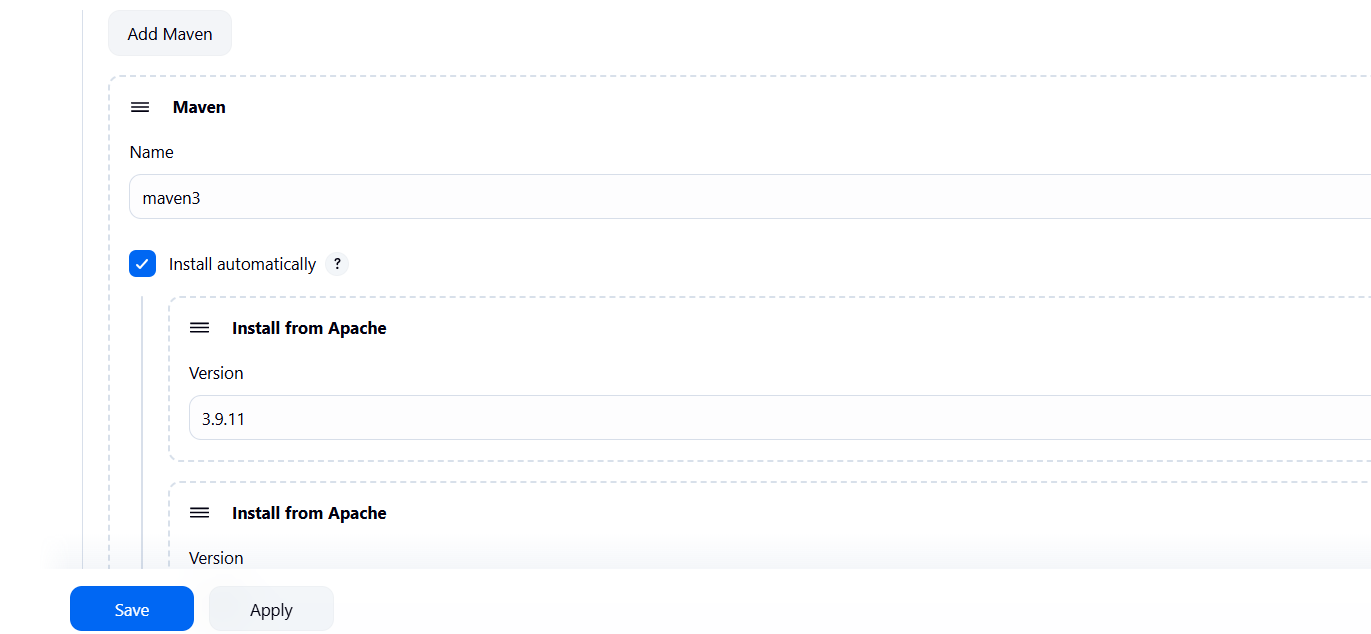 Add Maven
Maven
Name
maven3
Install automatically ?
Install from Apache
Version
3.9.11
Install from Apache
Version
Save Apply